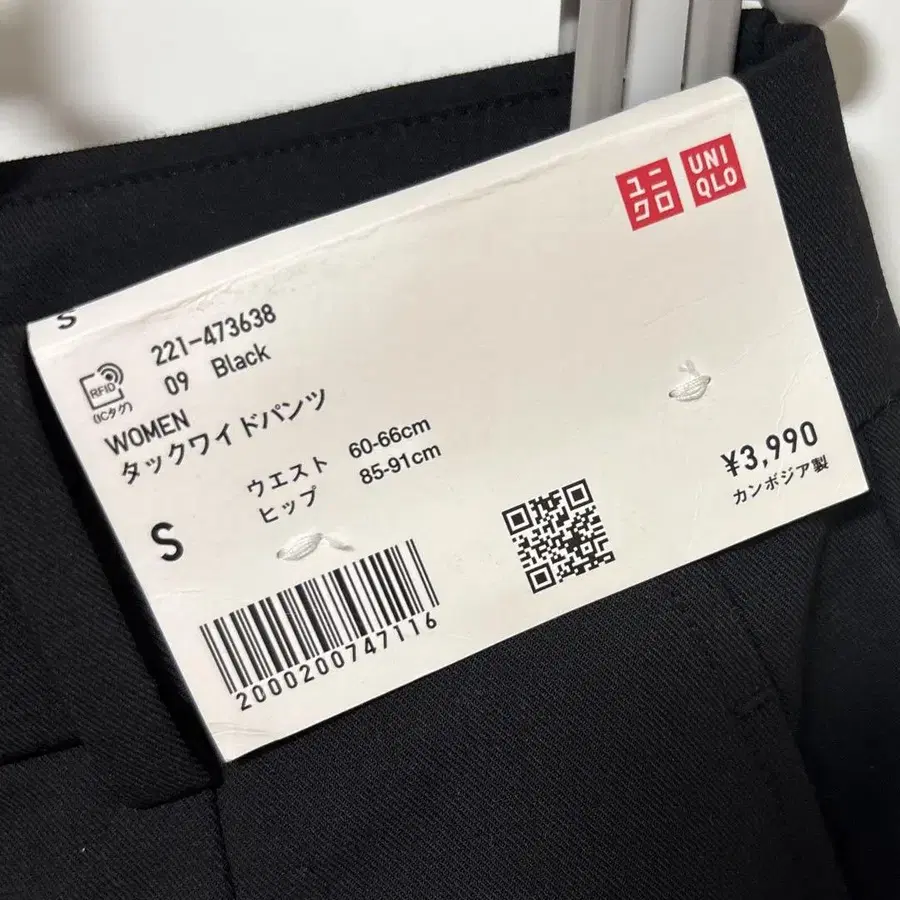 ユニ
クロ
UNI
QLO
S
221-473638
09 Black
RFID
(ICタグ)
WOMEN
タックワイドパンツ
ウエスト 60-66cm
ヒップ 85-91cm
S
¥3,990
カンボジア製
2000200747116